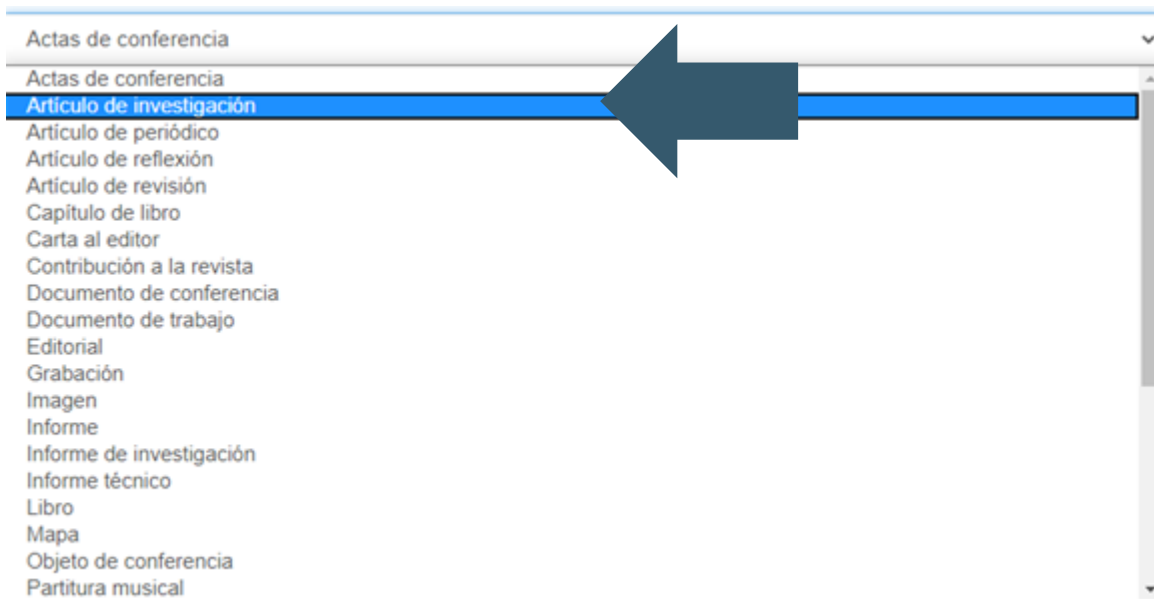 Actas de conferencia
Actas de conferencia
Artículo de investigación
Artículo de periódico
Artículo de reflexión
Artículo de revisión
Capítulo de libro
Carta al editor
Contribución a la revista
Documento de conferencia
Documento de trabajo
Editorial
Grabación
Imagen
Informe
Informe de investigación
Informe técnico
Libro
Mapa
Objeto de conferencia
Partitura musical